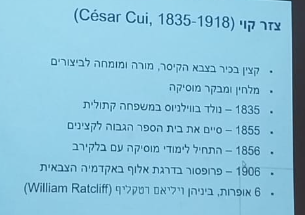 צזר קוי (César Cui, 1835-1918)
• קצין בכיר בצבא הקיסר, מורה ומומחה לביצורים
• מלחין ומבקר מוסיקה
• 1835 – נולד בווילניוס במשפחה קתולית
• 1855 – סיים את בית הספר הגבוה לקצינים
• 1856 – התחיל לימודי מוסיקה עם בלקירב
• 1906 – פרופסור בדרגת אלוף באקדמיה הצבאית
• 6 אופרות, ביניהן ויליאם רטקליף (William Ratcliff)